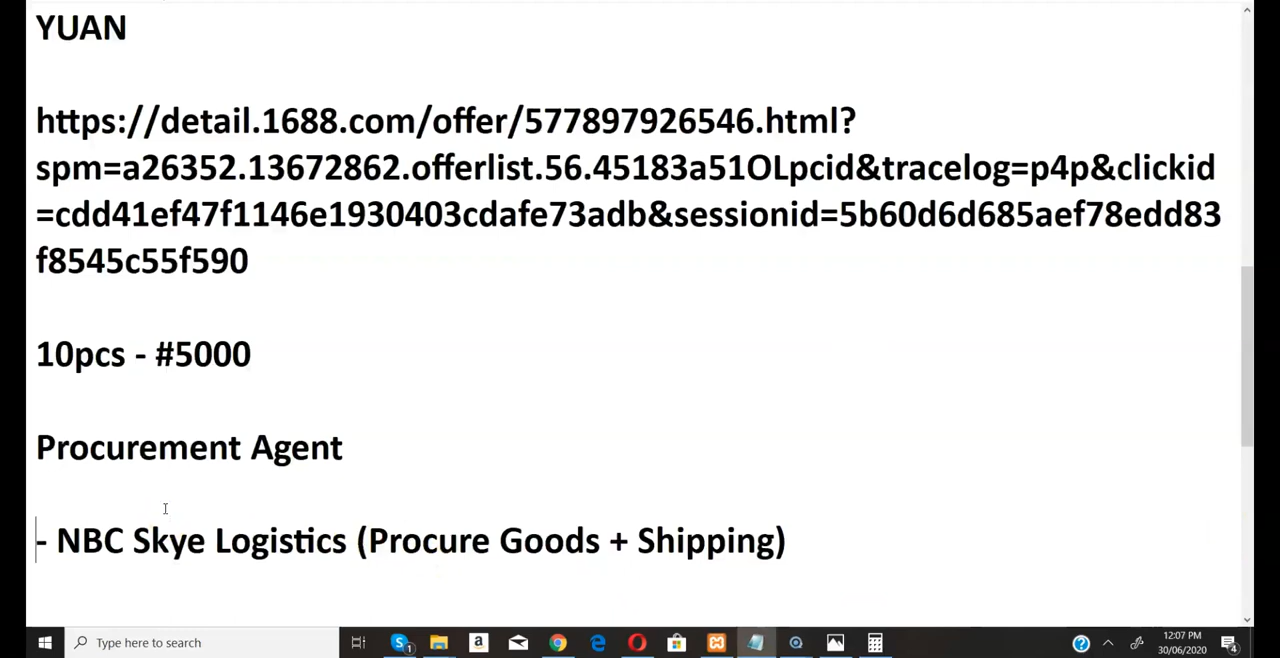 YUAN
https://detail.1688.com/offer/577897926546.html?
spm=a26352.13672862.offerlist.56.45183a51OLpcid&tracelog=p4p&clickid
=cdd41ef47f1146e1930403cdafe73adb&sessionid=5b60d6d685aef78edd83
f8545c55f590
10pcs - #5000
Procurement Agent
- NBC Skye Logistics (Procure Goods + Shipping)
Type here to search
12:07 PM
30/06/2020